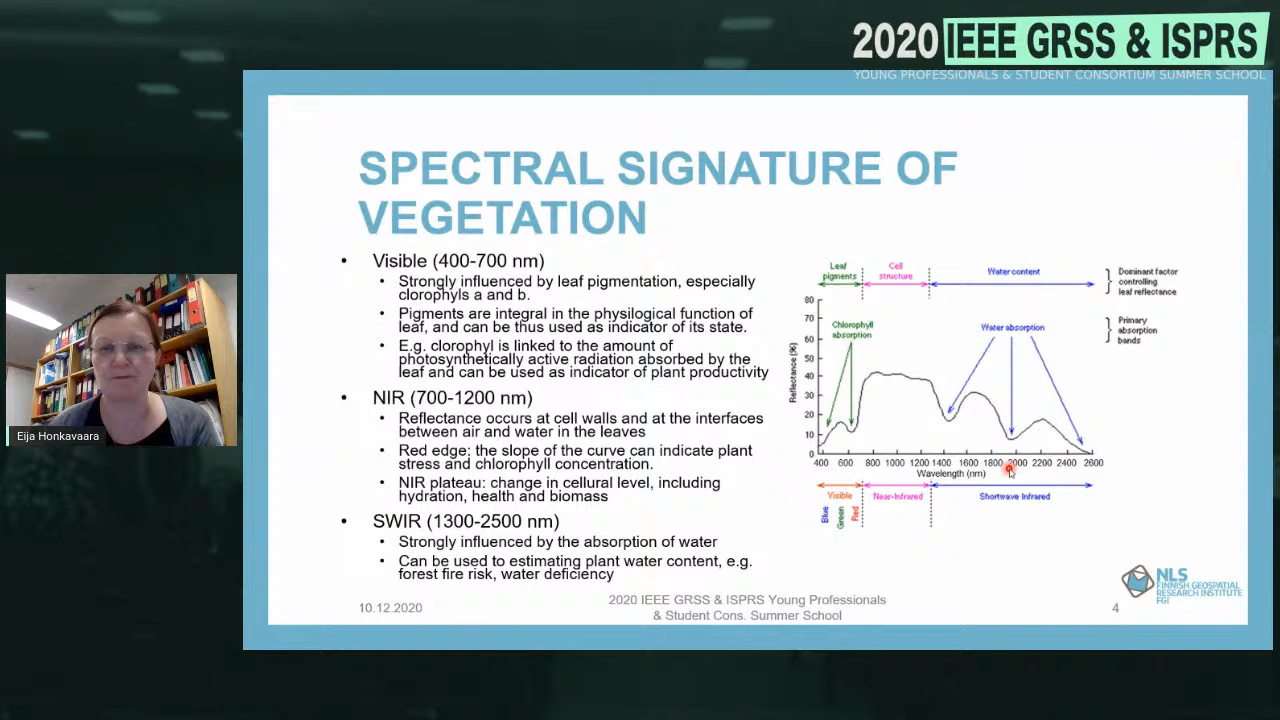 2020 IEEE GRSS & ISPRS
YOUNG PROFESSIONALS & STUDENT CONSORTIUM SUMMER SCHOOL
SPECTRAL SIGNATURE OF
VEGETATION
• Visible (400-700 nm)
• Strongly influenced by leaf pigmentation, especially
clorophyls a and b.
• Pigments are integral in the physilogical function of
leaf, and can be thus used as indicator of its state.
• E.g. clorophyl is linked to the amount of
photosynthetically active radiation absorbed by the
leaf and can be used as indicator of plant productivity
• NIR (700-1200 nm)
• Reflectance occurs at cell walls and at the interfaces
between air and water in the leaves
• Red edge: the slope of the curve can indicate plant
stress and chlorophyll concentration.
• NIR plateau: change in cellural level, including
hydration, health and biomass
• SWIR (1300-2500 nm)
• Strongly influenced by the absorption of water
• Can be used to estimating plant water content, e.g.
forest fire risk, water deficiency
Leaf
pigments
Cell
structure
Water content
Dominant factor
controlling
leaf reflectance
Chlorophyll
absorption
Water absorption
Primary
absorption
bands
Reflectance (%)
80
70
60
50
40
30
20
10
0
400 600 800 1000 1200 1400 1600 1800 2000 2200 2400 2600
Wavelength (nm)
Visible
Near-Infrared
Shortwave Infrared
Blue
Green
Red
Eija Honkavaara
10.12.2020
2020 IEEE GRSS & ISPRS Young Professionals
& Student Cons. Summer School
4
NLS
FINNISH GEOSPATIAL
RESEARCH INSTITUTE
FGI